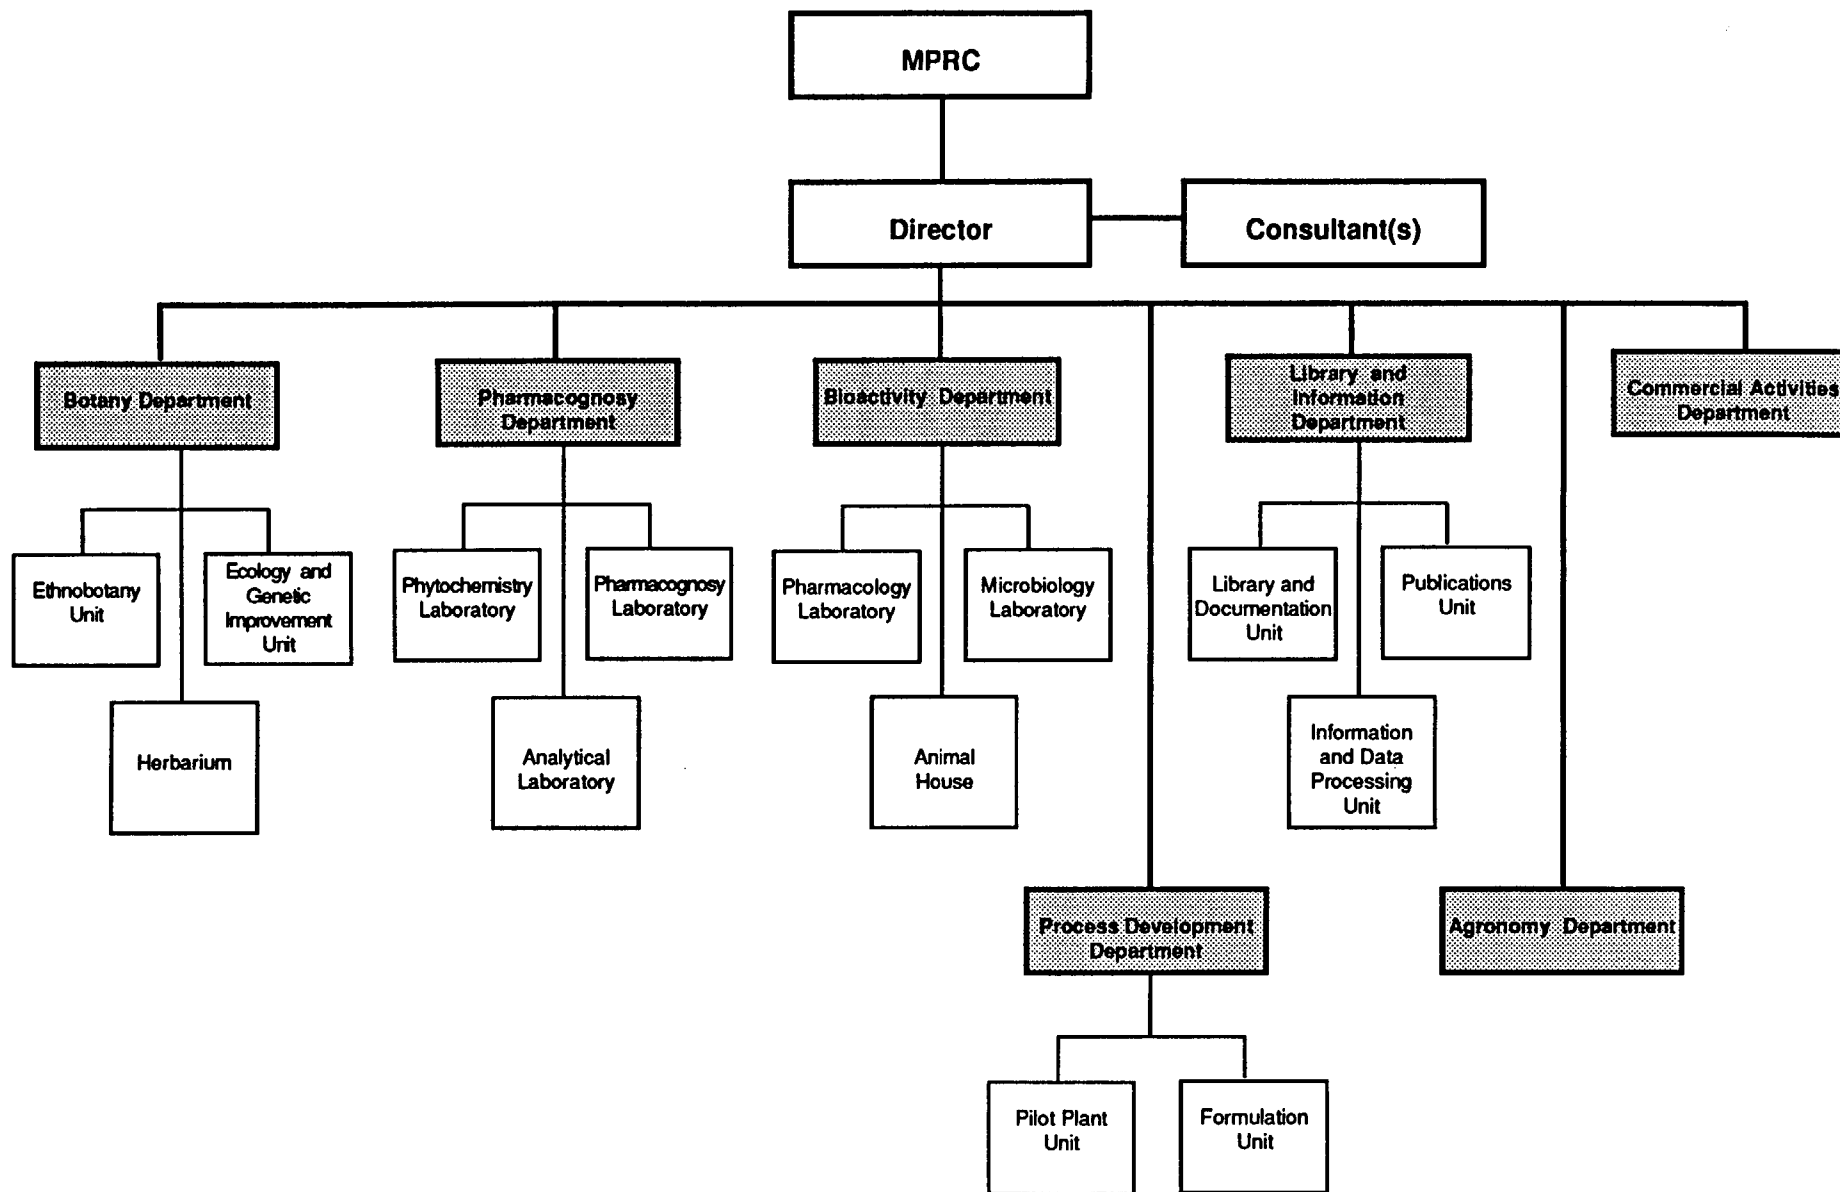 MPRC
Director
Consultant(s)
Botany Department
Pharmacognosy
Department
Bioactivity Department
Library and
Information
Department
Commercial Activities
Department
Ethnobotany
Unit
Ecology and
Genetic
Improvement
Unit
Herbarium
Phytochemistry
Laboratory
Pharmacognosy
Laboratory
Analytical
Laboratory
Pharmacology
Laboratory
Microbiology
Laboratory
Animal
House
Library and
Documentation
Unit
Publications
Unit
Information
and Data
Processing
Unit
Process Development
Department
Agronomy Department
Pilot Plant
Unit
Formulation
Unit